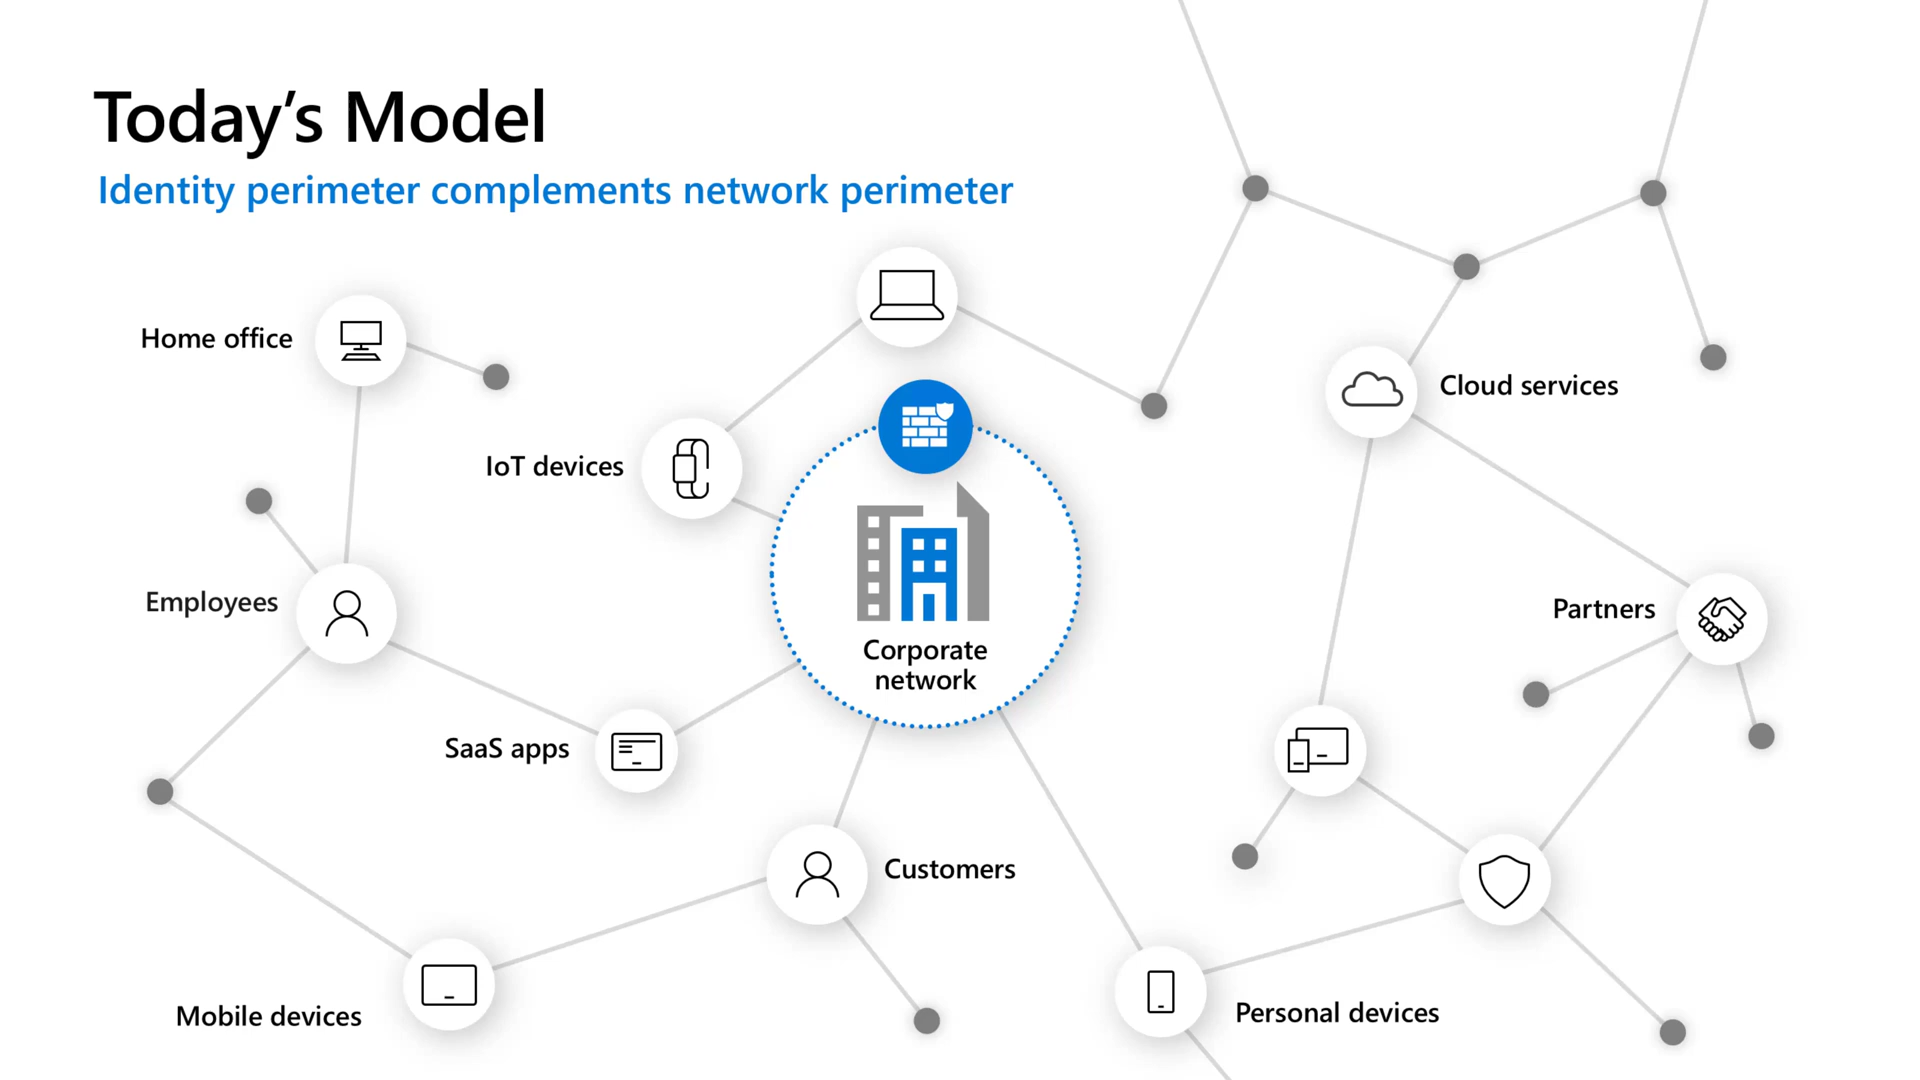 Today’s Model
Identity perimeter complements network perimeter
Home office
Cloud services
IoT devices
Employees
Partners
Corporate
network
SaaS apps
Customers
Mobile devices
Personal devices